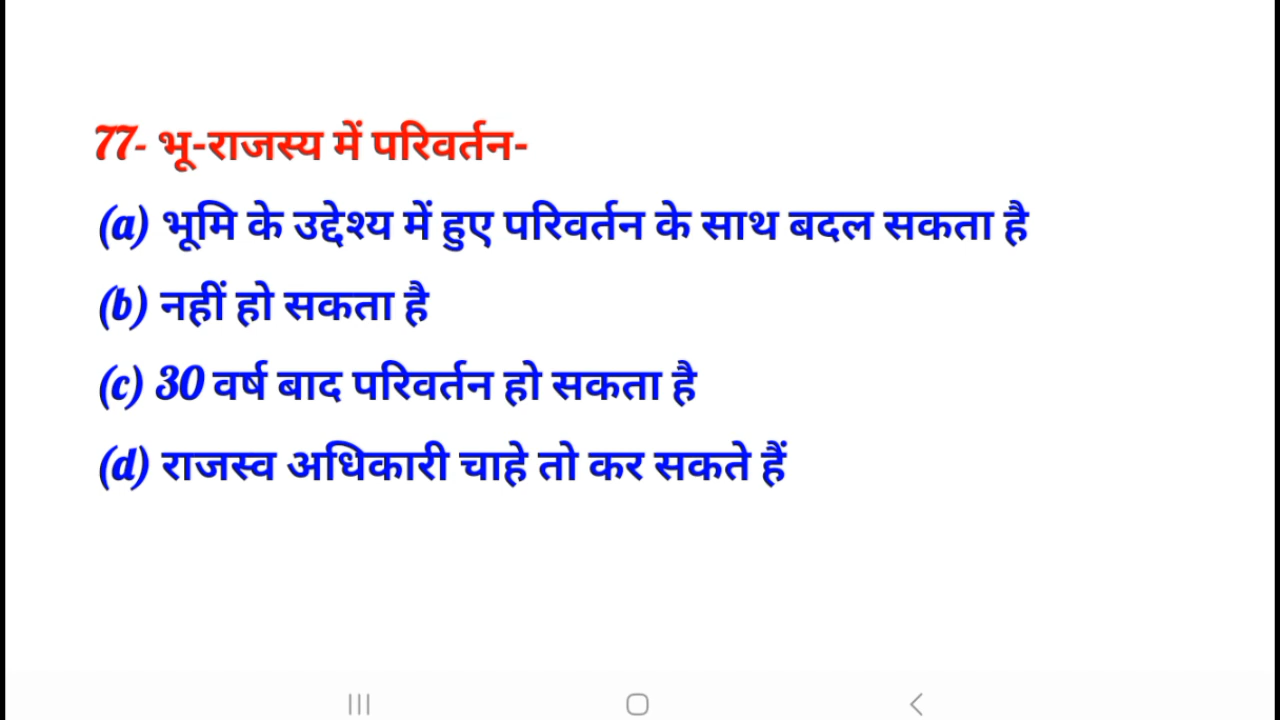 77- भू-राजस्य में परिवर्तन-
(a) भूमि के उद्देश्य में हुए परिवर्तन के साथ बदल सकता है
(b) नहीं हो सकता है
(c) 30 वर्ष बाद परिवर्तन हो सकता है
(d) राजस्व अधिकारी चाहे तो कर सकते हैं